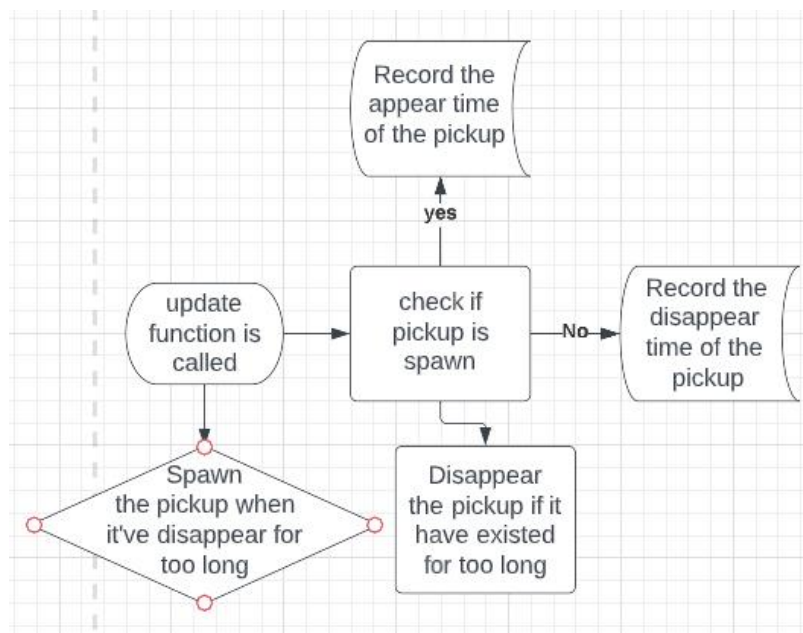 Record the
appear time
of the pickup
yes
update
function is
called
check if
pickup is
spawn
No
Record the
disappear
time of the
pickup
Spawn
the pickup when
it've disappear for
too long
Disappear
the pickup if it
have existed
for too long